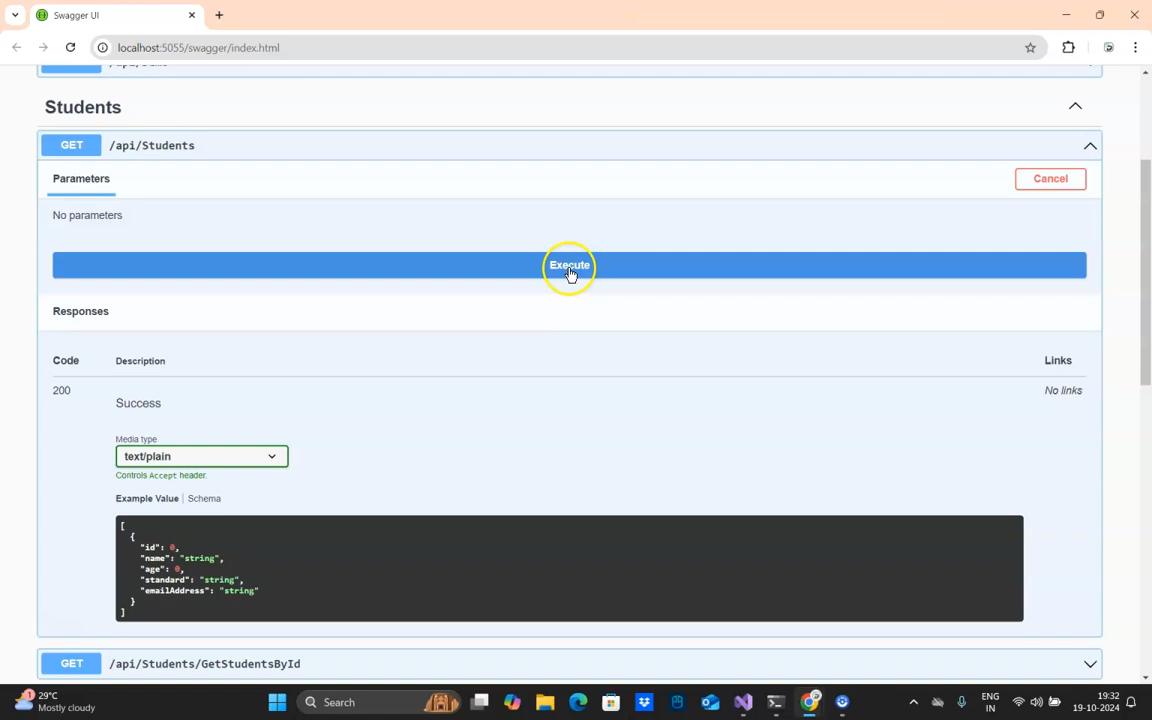 Swagger UI
localhost:5055/swagger/index.html
Students
GET /api/Students
Parameters
Cancel
No parameters
Execute
Responses
Code Description Links
200
Success
No links
Media type
text/plain
Controls Accept header.
Example Value | Schema
[
{
"id": 0,
"name": "string",
"age": 0,
"standard": "string",
"emailAddress": "string"
}
]
GET /api/Students/GetStudentsById
1
29°C
Mostly cloudy
Search
ENG
IN
19:32
19-10-2024